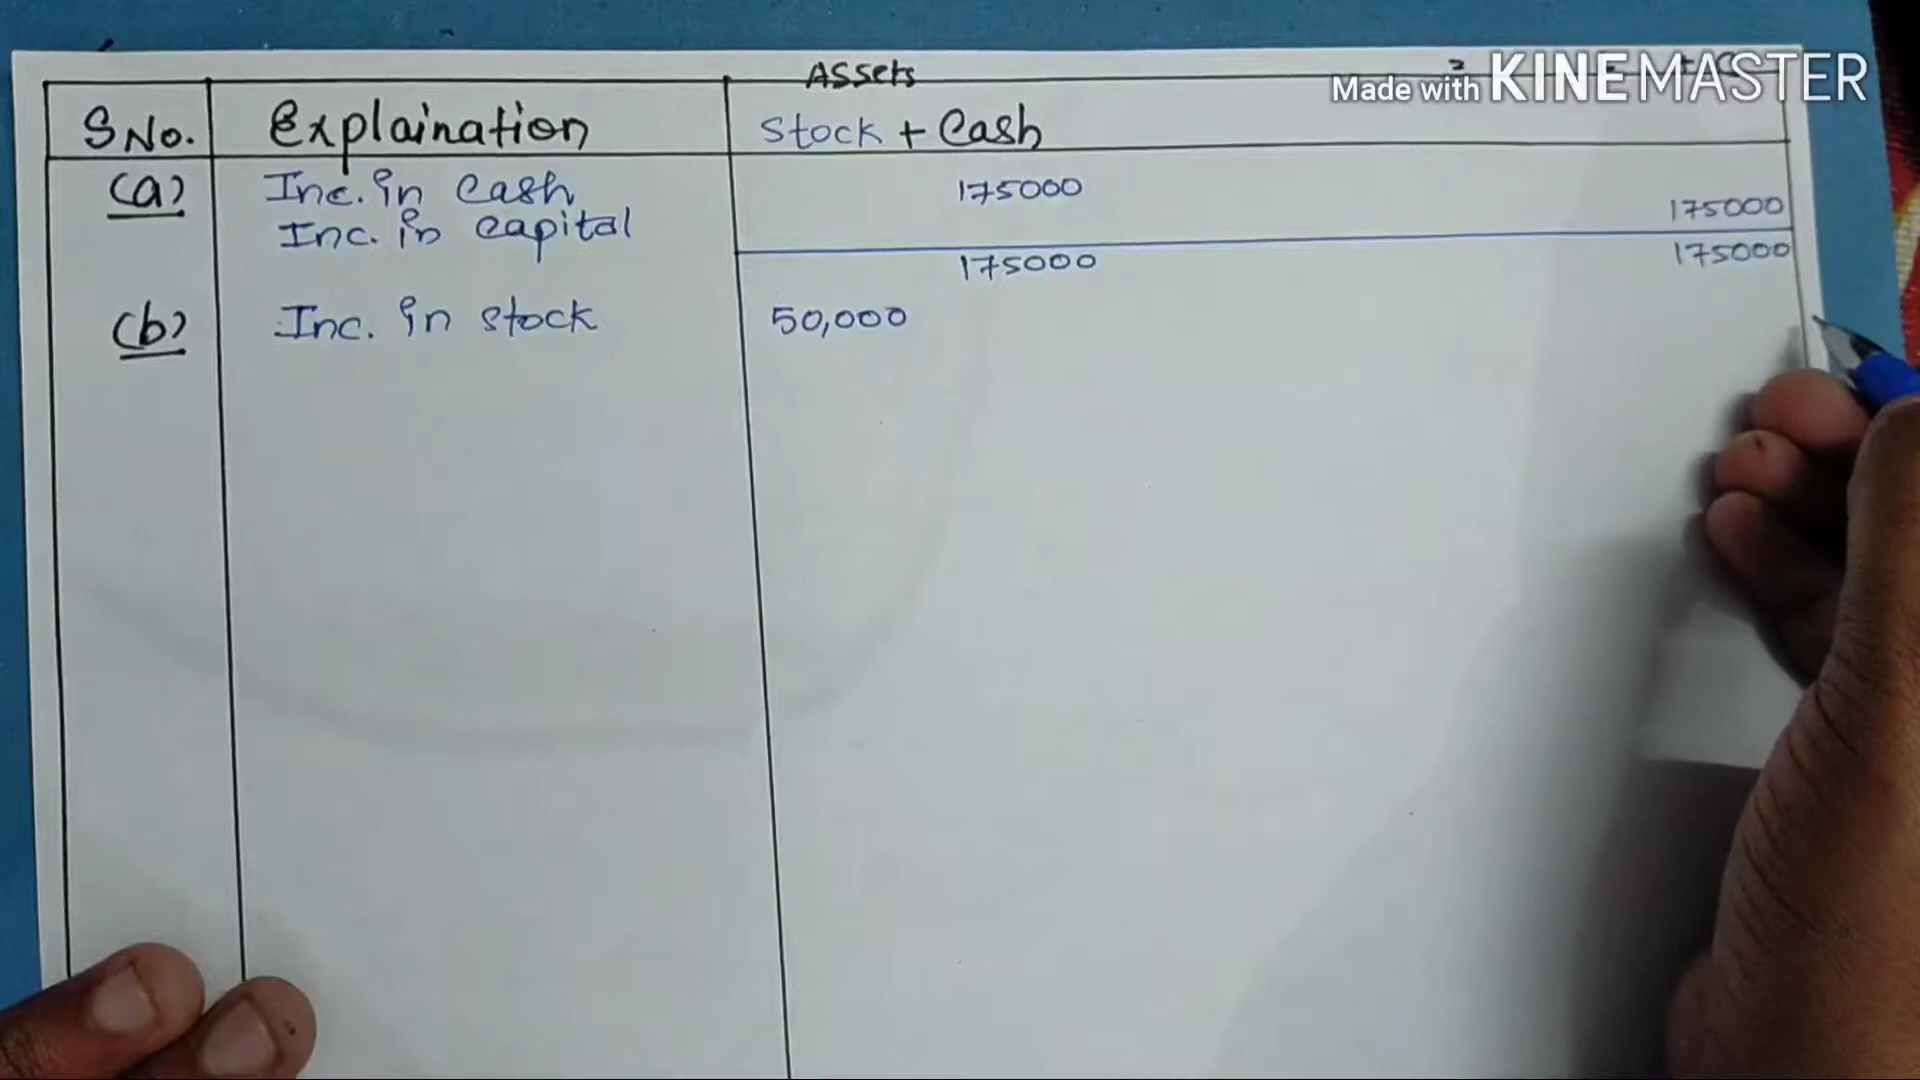 Assets
Made with KINEMASTER
S No. Explaination Stock + Cash
(a) Inc. in cash 175000
Inc. in capital 175000
175000 175000
(b) Inc. in stock 50,000